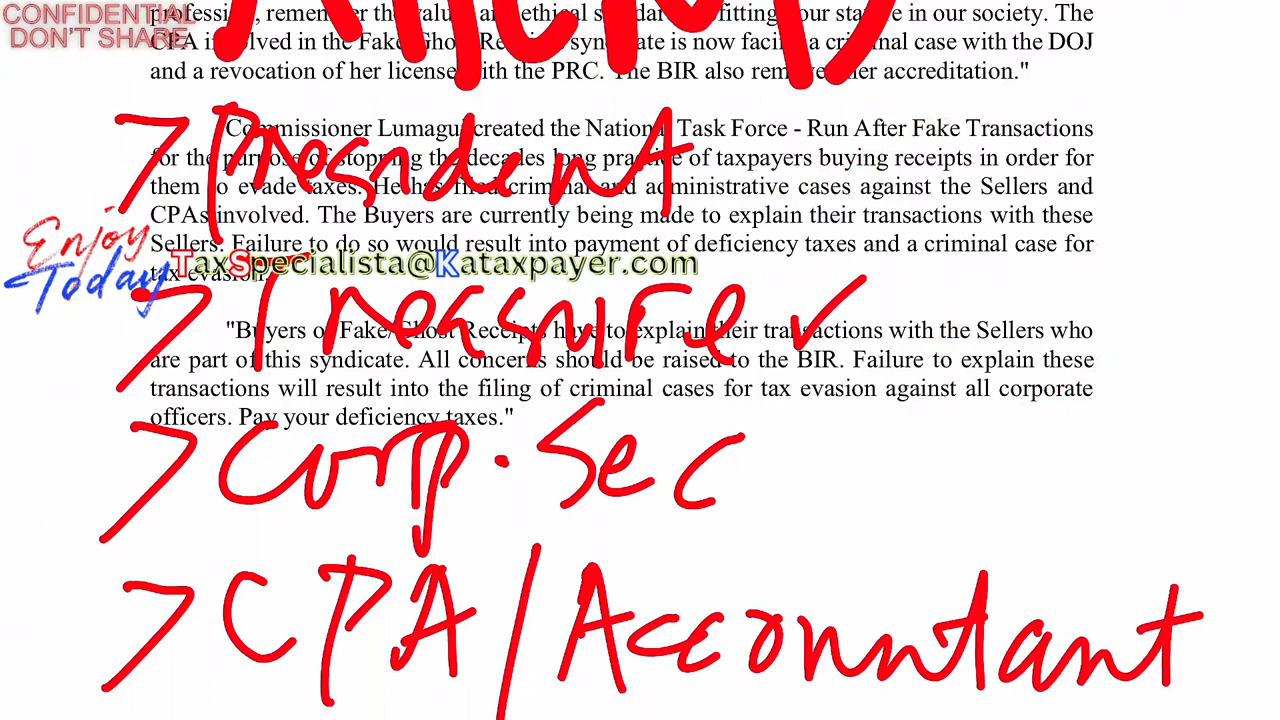 CONFIDENTIAL
DON'T SHARE
profession, remember the value and ethical standards befitting your stature in our society. The
CPA involved in the Fake/Ghost Receipts syndicate is now facing a criminal case with the DOJ
and a revocation of her license with the PRC. The BIR also removed her accreditation."
> President
Commissioner Lumagui created the National Task Force - Run After Fake Transactions
for the purpose of stopping the decades long practice of taxpayers buying receipts in order for
them to evade taxes. He has filed criminal and administrative cases against the Sellers and
CPAs involved. The Buyers are currently being made to explain their transactions with these
Sellers. Failure to do so would result into payment of deficiency taxes and a criminal case for
tax evasion.
Enjoy
Today
TaxSpecialista@Kataxpayer.com
> Treasurer
"Buyers of Fake/Ghost Receipts have to explain their transactions with the Sellers who
are part of this syndicate. All concerns should be raised to the BIR. Failure to explain these
transactions will result into the filing of criminal cases for tax evasion against all corporate
officers. Pay your deficiency taxes."
> Corp. Sec
> CPA/Accountant